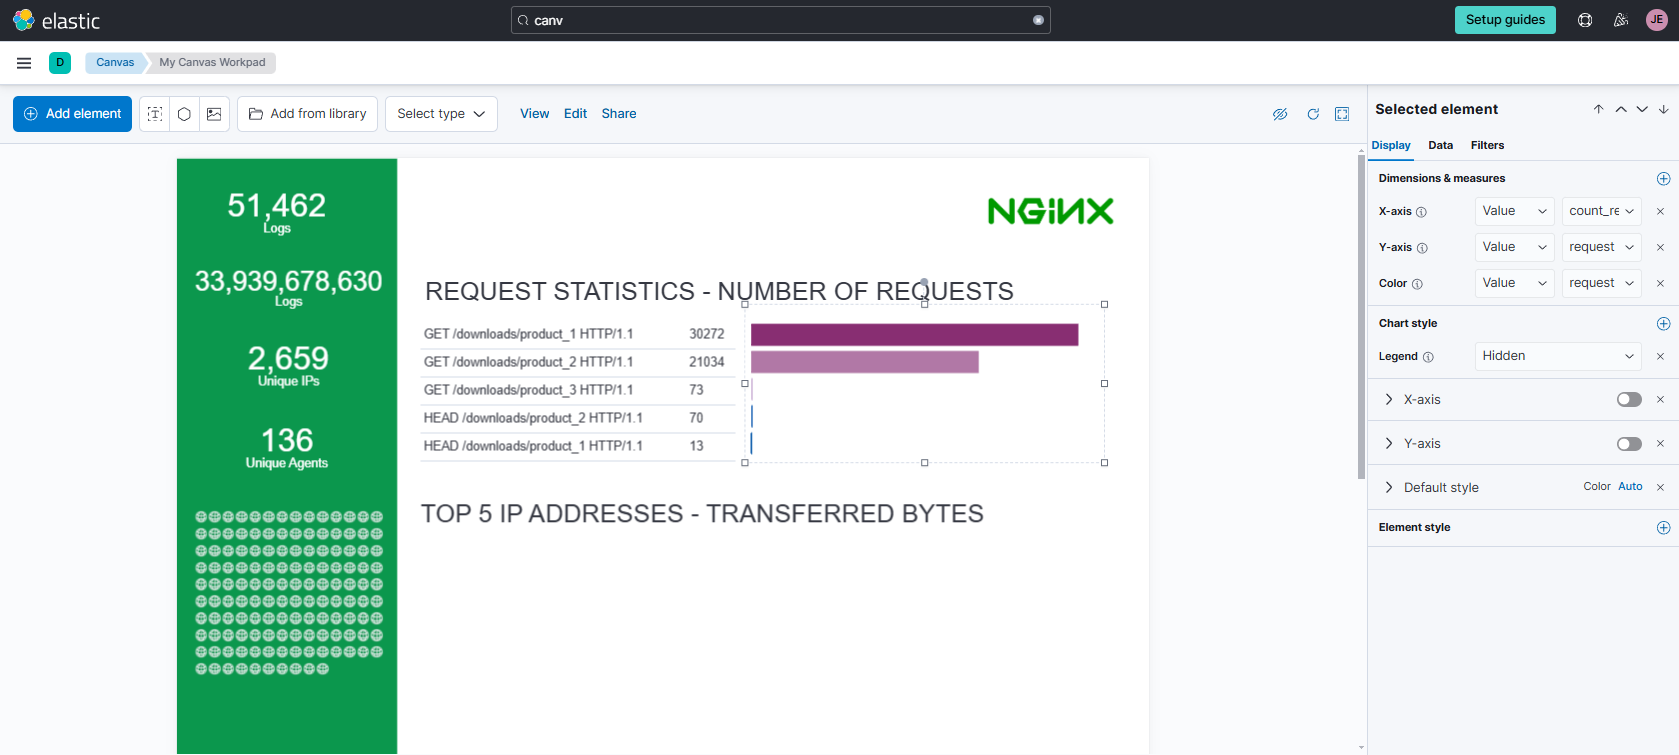 elastic
canv
Setup guides
JE
D
Canvas
My Canvas Workpad
Add element
T
Add from library
Select type
View
Edit
Share
51,462
Logs
33,939,678,630
Logs
2,659
Unique IPs
136
Unique Agents
NGINX
REQUEST STATISTICS - NUMBER OF REQUESTS
GET /downloads/product_1 HTTP/1.1 30272
GET /downloads/product_2 HTTP/1.1 21034
GET /downloads/product_3 HTTP/1.1 73
HEAD /downloads/product_2 HTTP/1.1 70
HEAD /downloads/product_1 HTTP/1.1 13
TOP 5 IP ADDRESSES - TRANSFERRED BYTES
Selected element
Display
Data
Filters
Dimensions & measures
X-axis Value count_re
Y-axis Value request
Color Value request
Chart style
Legend Hidden
X-axis
Y-axis
Default style Color Auto
Element style